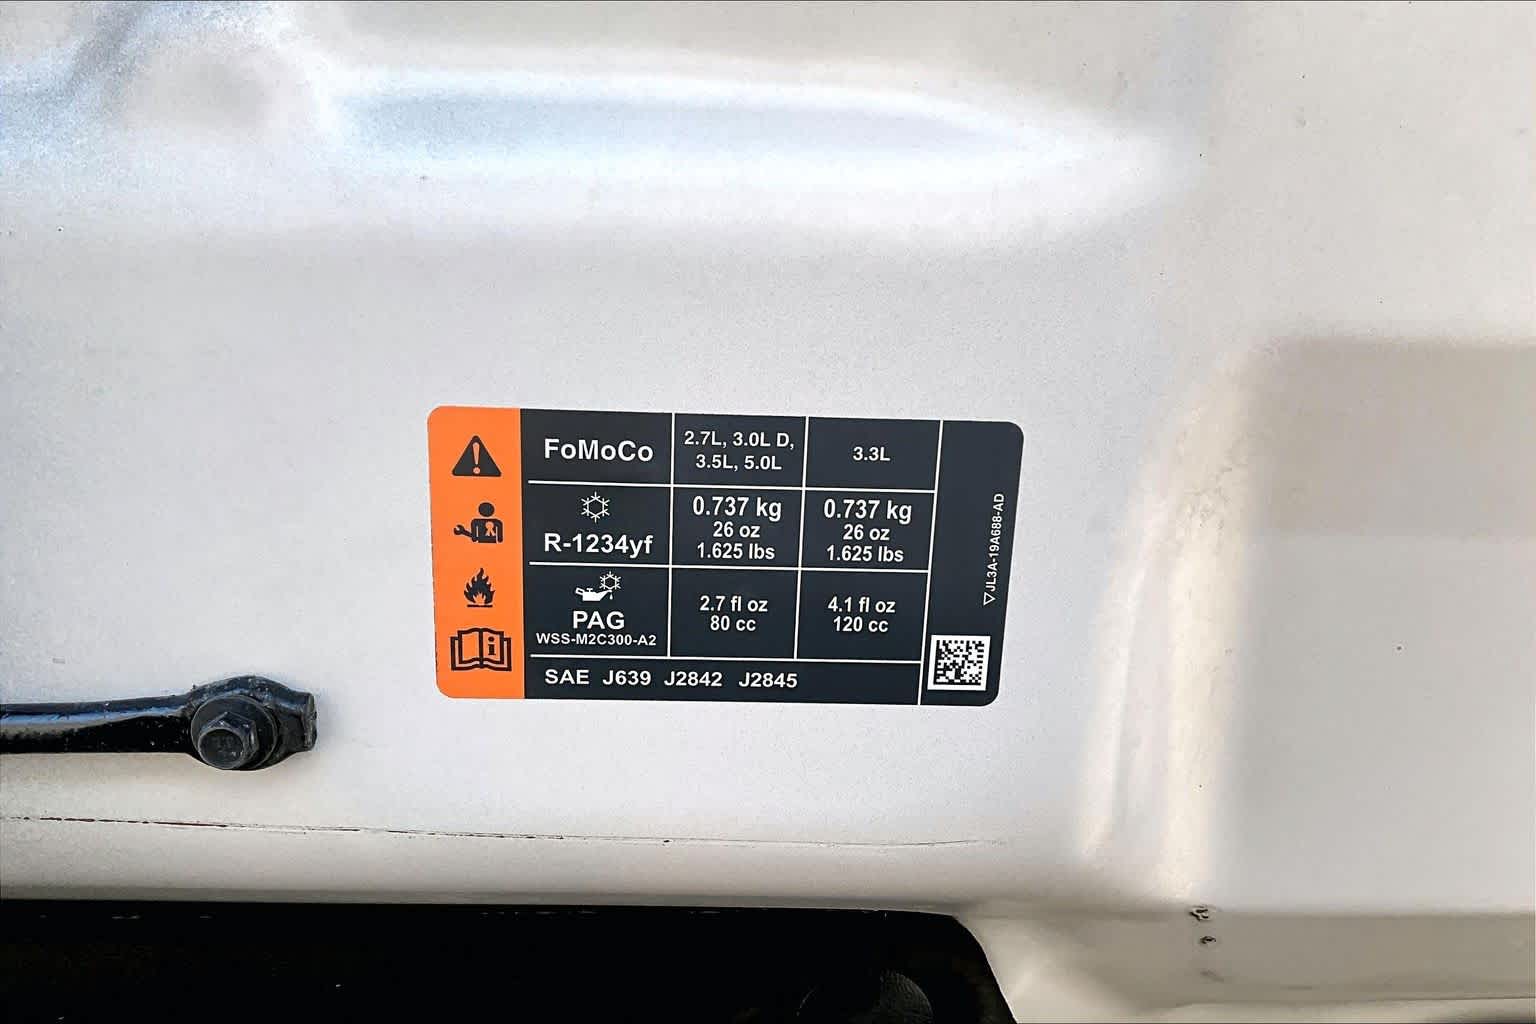 FoMoCo
2.7L, 3.0L D,
3.5L, 5.0L
3.3L
R-1234yf
0.737 kg
26 oz
1.625 lbs
0.737 kg
26 oz
1.625 lbs
PAG
WSS-M2C300-A2
2.7 fl oz
80 cc
4.1 fl oz
120 cc
SAE J639 J2842 J2845
JL3A-19A688-AD